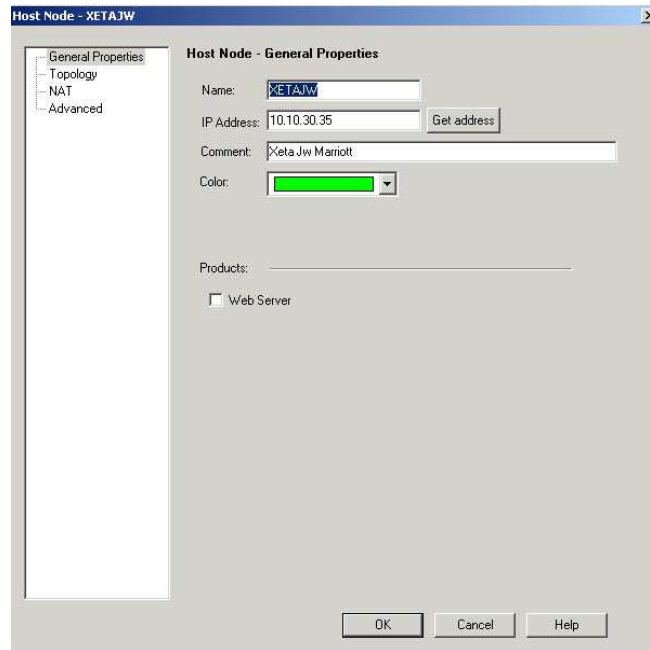 Host Node - XETAJW
General Properties
Topology
NAT
Advanced
Host Node - General Properties
Name: XETAJW
IP Address: 10.10.30.35 Get address
Comment: Xeta Jw Marriott
Color:
Products:
Web Server
OK Cancel Help